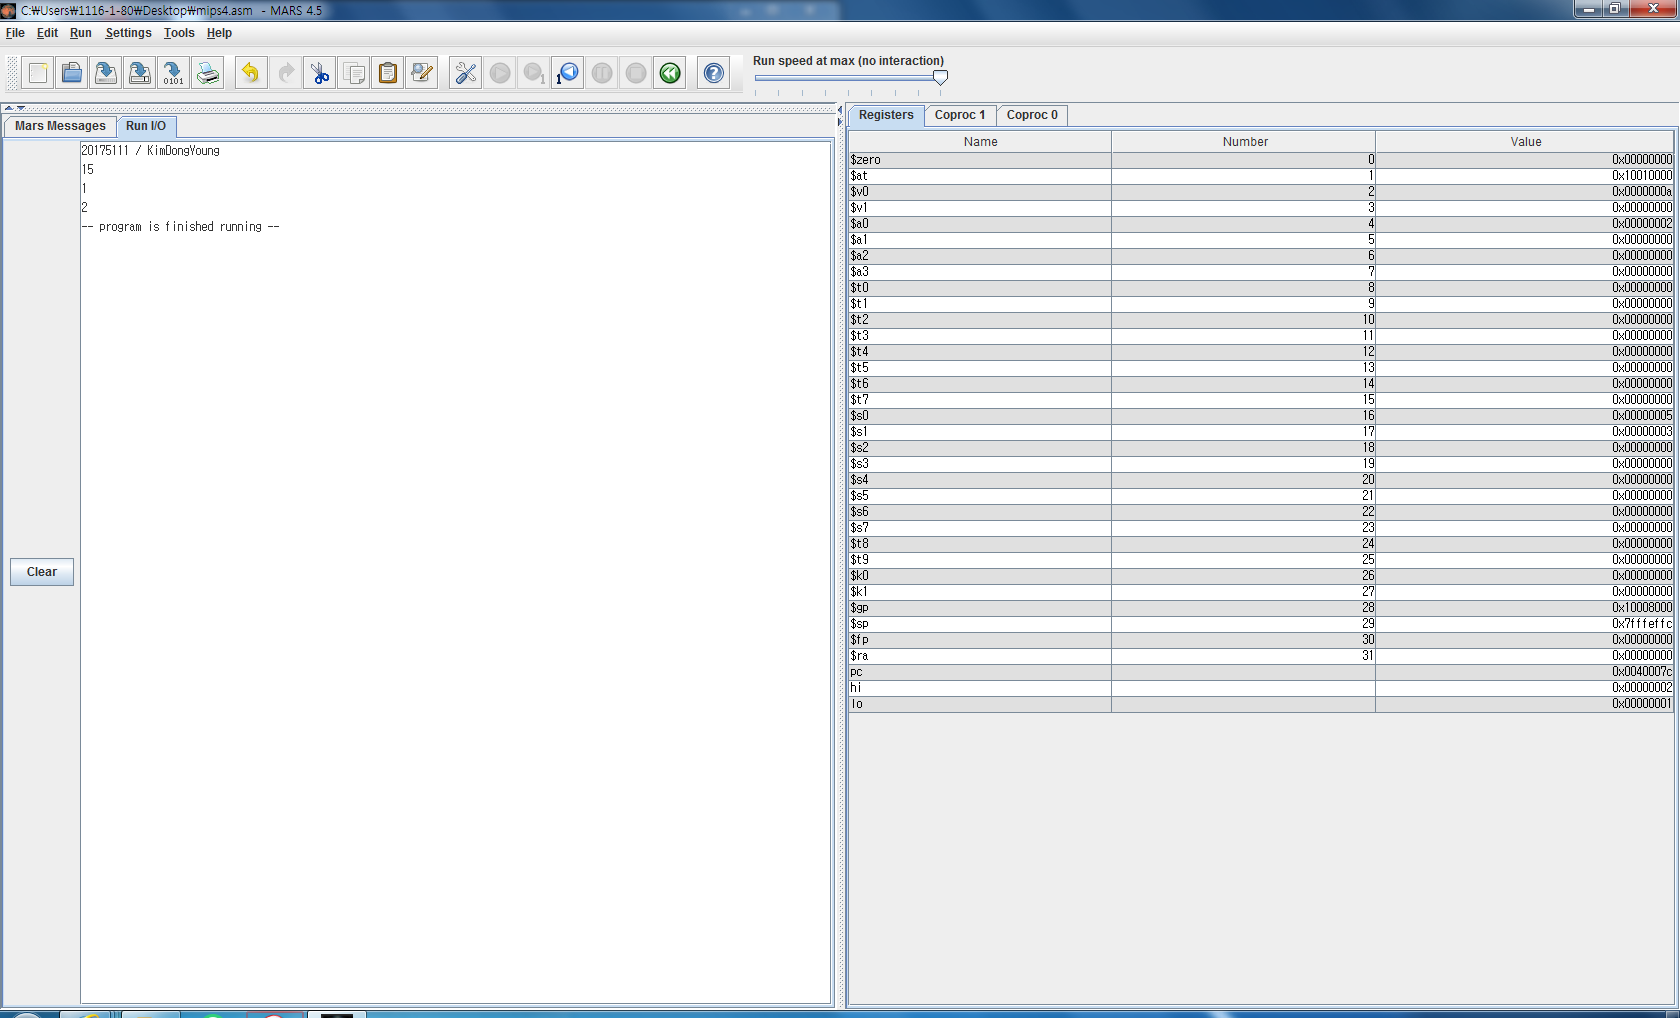 C:₩Users₩1116-1-80₩Desktop₩mips4.asm - MARS 4.5
File Edit Run Settings Tools Help
Run speed at max (no interaction)
0101
1
1
Mars Messages Run I/O
20175111 / KimDongYoung
15
1
2
-- program is finished running --
Clear
Registers Coproc 1 Coproc 0
Name Number Value
$zero 0 0x00000000
$at 1 0x10010000
$v0 2 0x0000000a
$v1 3 0x00000000
$a0 4 0x00000002
$a1 5 0x00000000
$a2 6 0x00000000
$a3 7 0x00000000
$t0 8 0x00000000
$t1 9 0x00000000
$t2 10 0x00000000
$t3 11 0x00000000
$t4 12 0x00000000
$t5 13 0x00000000
$t6 14 0x00000000
$t7 15 0x00000000
$s0 16 0x00000005
$s1 17 0x00000003
$s2 18 0x00000000
$s3 19 0x00000000
$s4 20 0x00000000
$s5 21 0x00000000
$s6 22 0x00000000
$s7 23 0x00000000
$t8 24 0x00000000
$t9 25 0x00000000
$k0 26 0x00000000
$k1 27 0x00000000
$gp 28 0x10008000
$sp 29 0x7fffeffc
$fp 30 0x00000000
$ra 31 0x00000000
pc 0x0040007c
hi 0x00000002
lo 0x00000001